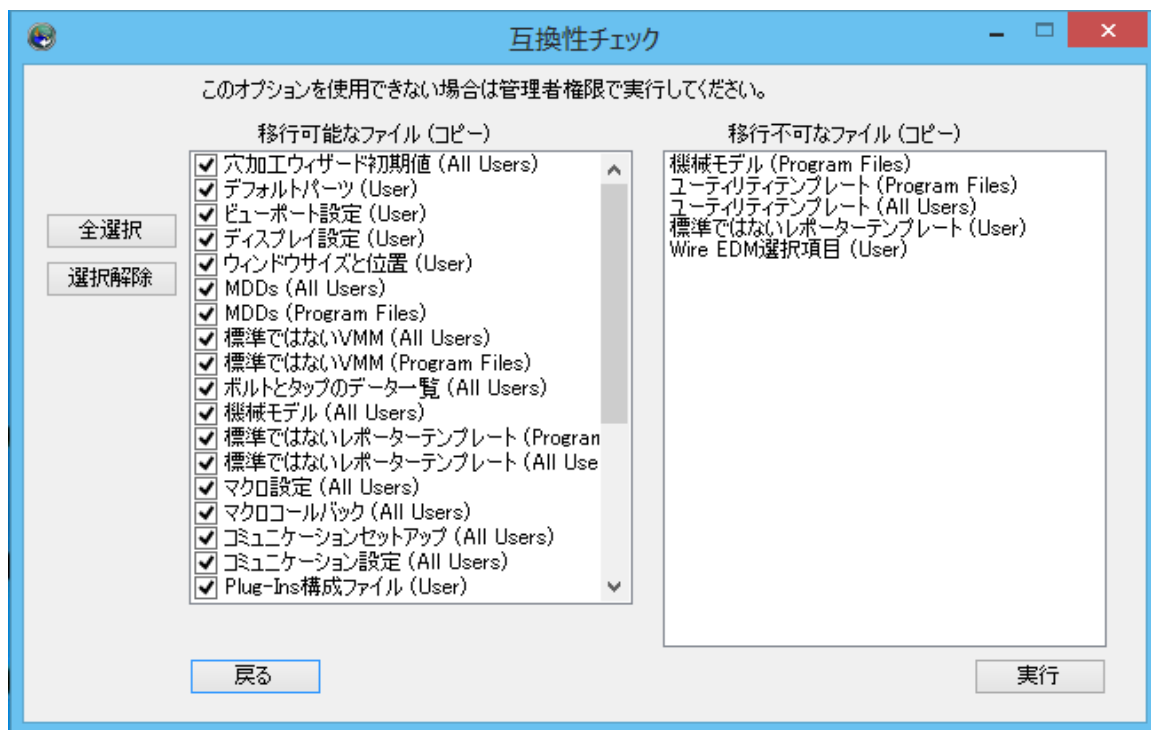 互換性チェック
このオプションを使用できない場合は管理者権限で実行してください。
移行可能なファイル (コピー)
穴加工ウィザード初期値 (All Users)
デフォルトパーツ (User)
ビューポート設定 (User)
ディスプレイ設定 (User)
ウィンドウサイズと位置 (User)
MDDs (All Users)
MDDs (Program Files)
標準ではないVMM (All Users)
標準ではないVMM (Program Files)
ボルトとタップのデータ一覧 (All Users)
機械モデル (All Users)
標準ではないレポーターテンプレート (Progran
標準ではないレポーターテンプレート (All Use
マクロ設定 (All Users)
マクロコールバック (All Users)
コミュニケーションセットアップ (All Users)
コミュニケーション設定 (All Users)
Plug-Ins構成ファイル (User)
移行不可なファイル (コピー)
機械モデル (Program Files)
ユーティリティテンプレート (Program Files)
ユーティリティテンプレート (All Users)
標準ではないレポーターテンプレート (User)
Wire EDM選択項目 (User)
全選択
選択解除
戻る
実行